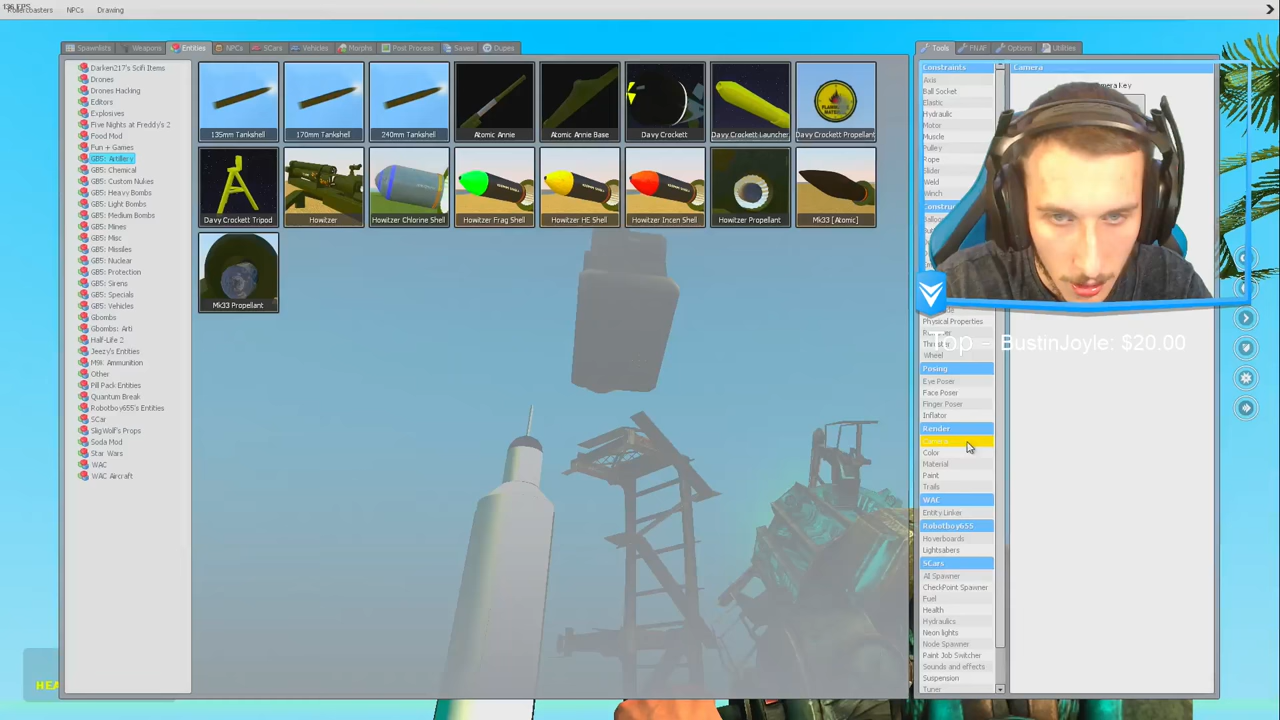 136 FPS
Rollercoasters NPCs Drawing
Spawnlists Weapons Entities NPCs SCars Vehicles Morphs Post Process Saves Dupes
Darken217's Scifi Items
Drones
Drones Hacking
Editors
Explosives
Five Nights at Freddy's 2
Food Mod
Fun + Games
GB5: Artillery
GB5: Chemical
GB5: Custom Nukes
GB5: Heavy Bombs
GB5: Light Bombs
GB5: Medium Bombs
GB5: Mines
GB5: Misc
GB5: Missiles
GB5: Nuclear
GB5: Protection
GB5: Sirens
GB5: Specials
GB5: Vehicles
Gbombs
Gbombs: Arti
Half-Life 2
Jeezy's Entities
M9K Ammunition
Other
Pill Pack Entities
Quantum Break
Robotboy655's Entities
SCar
SligWolf's Props
Soda Mod
Star Wars
WAC
WAC Aircraft
135mm Tankshell
170mm Tankshell
240mm Tankshell
Atomic Annie
Atomic Annie Base
Davy Crockett
Davy Crockett Launcher
Davy Crockett Propellant
Davy Crockett Tripod
Howitzer
Howitzer Chlorine Shell
Howitzer Frag Shell
Howitzer HE Shell
Howitzer Incen Shell
Howitzer Propellant
Mk33 [Atomic]
Mk33 Propellant
Tools FNAF Options Utilities
Constraints
Axis
Ball Socket
Elastic
Hydraulic
Motor
Muscle
Pulley
Rope
Slider
Weld
Winch
Physical Properties
Thruster
Wheel
Posing
Eye Poser
Face Poser
Finger Poser
Inflator
Render
Camera
Color
Material
Paint
Trails
WAC
Entity Linker
Robotboy655
Hoverboards
Lightsabers
SCars
AI Spawner
CheckPoint Spawner
Fuel
Health
Hydraulics
Neon lights
Node Spawner
Paint Job Switcher
Sounds and effects
Suspension
Tuner
Camera
Top - BustinJoyle: $20.00